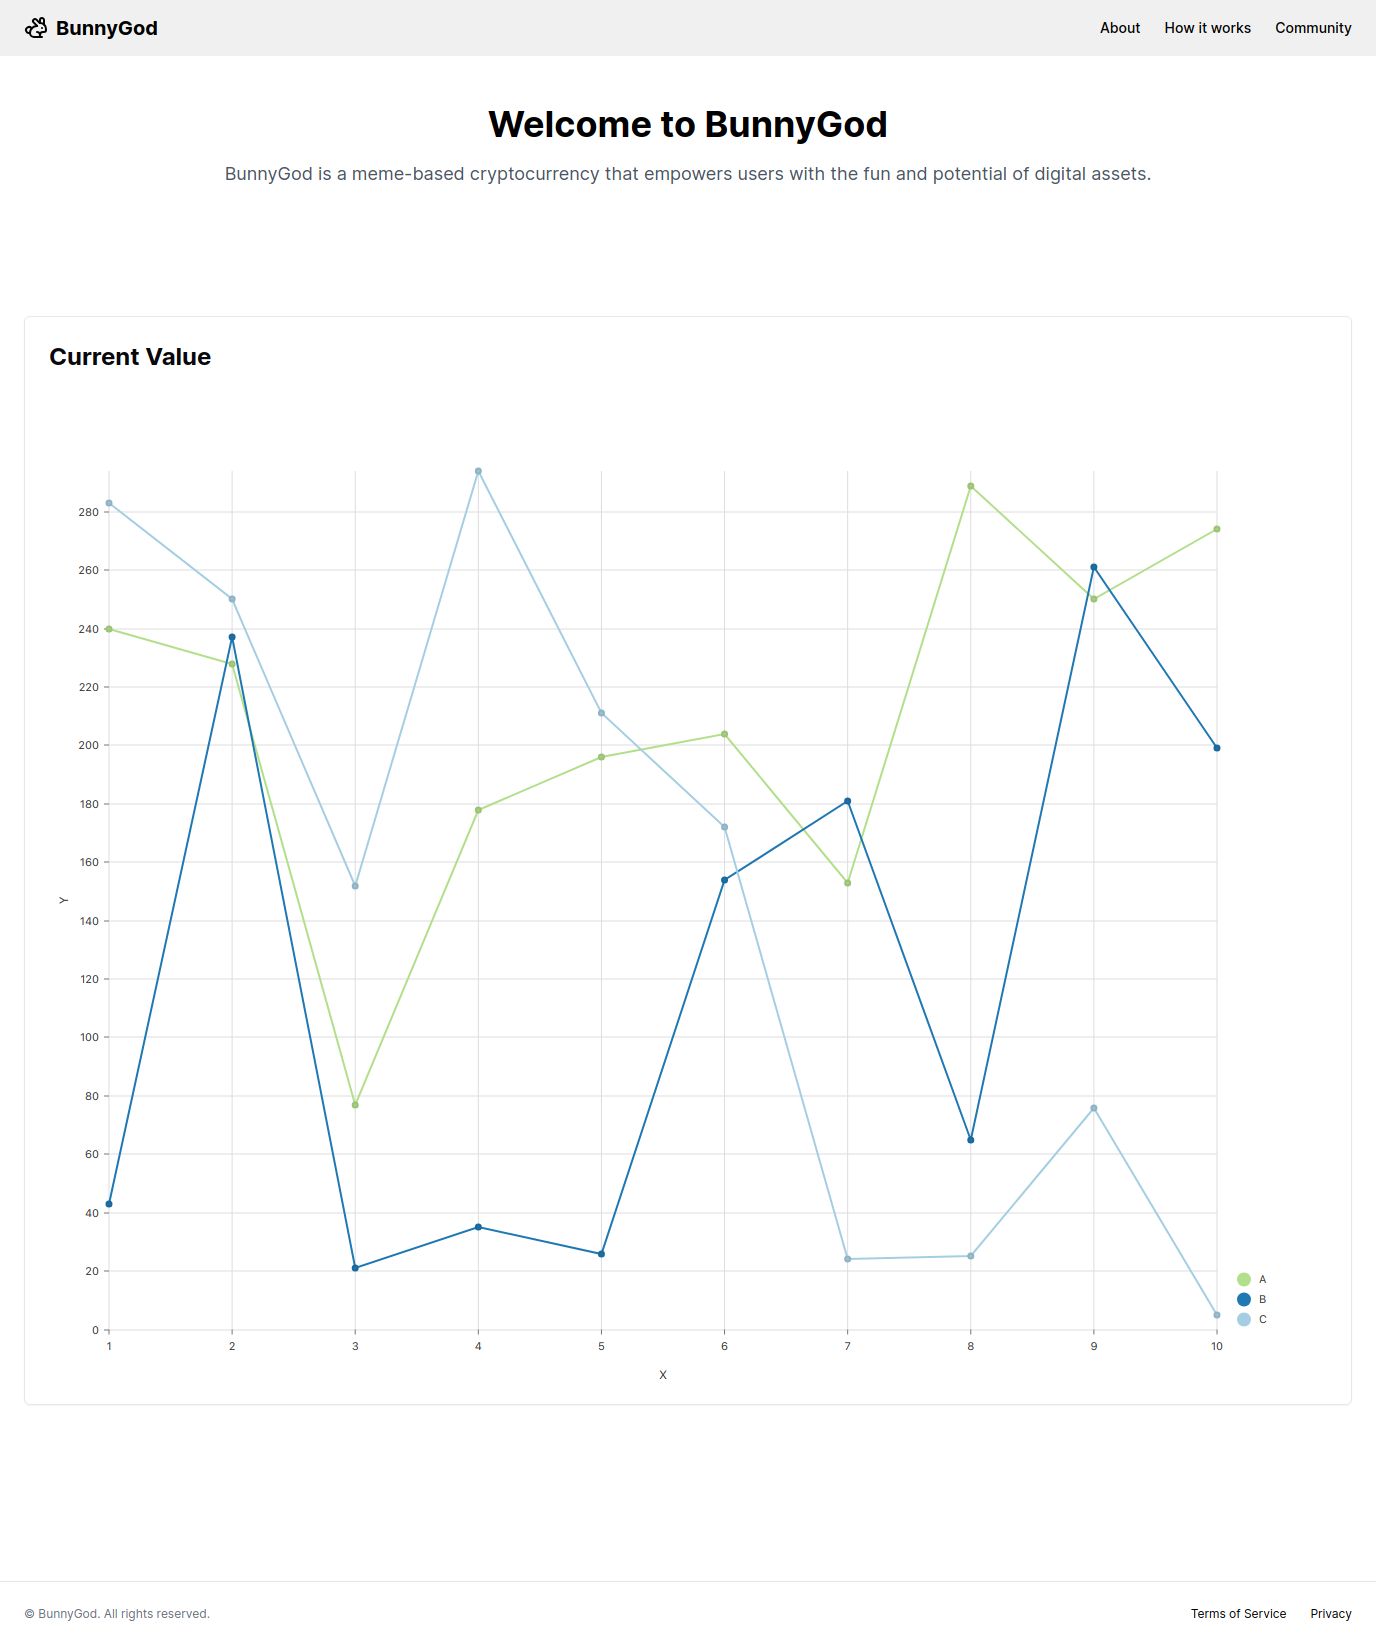 BunnyGod
About How it works Community
Welcome to BunnyGod
BunnyGod is a meme-based cryptocurrency that empowers users with the fun and potential of digital assets.
Current Value
280
260
240
220
200
180
160
140
120
100
80
60
40
20
0
Y
1 2 3 4 5 6 7 8 9 10
X
A
B
C
© BunnyGod. All rights reserved.
Terms of Service Privacy